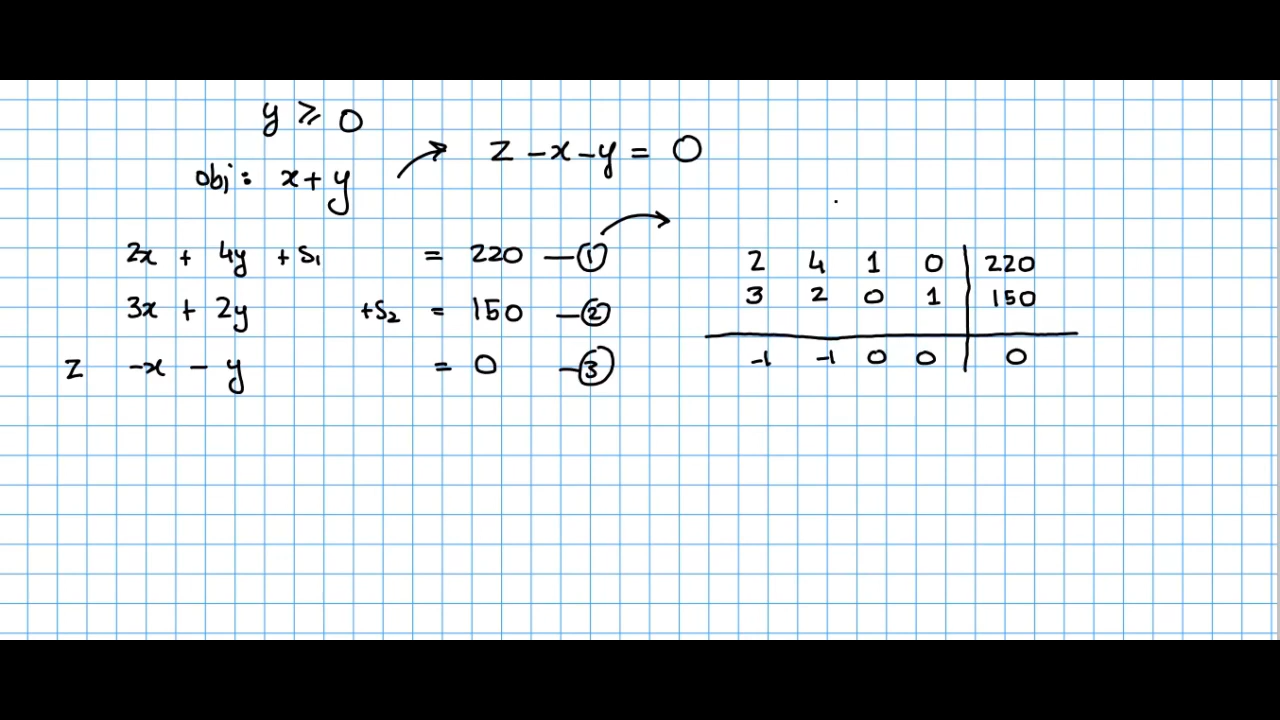 y ⩾ 0
obj: x + y
z - x - y = 0
2x + 4y + S₁ = 220 — ①
3x + 2y + S₂ = 150 — ②
z - x - y = 0 — ③
2 4 1 0 | 220
3 2 0 1 | 150
-1 -1 0 0 | 0